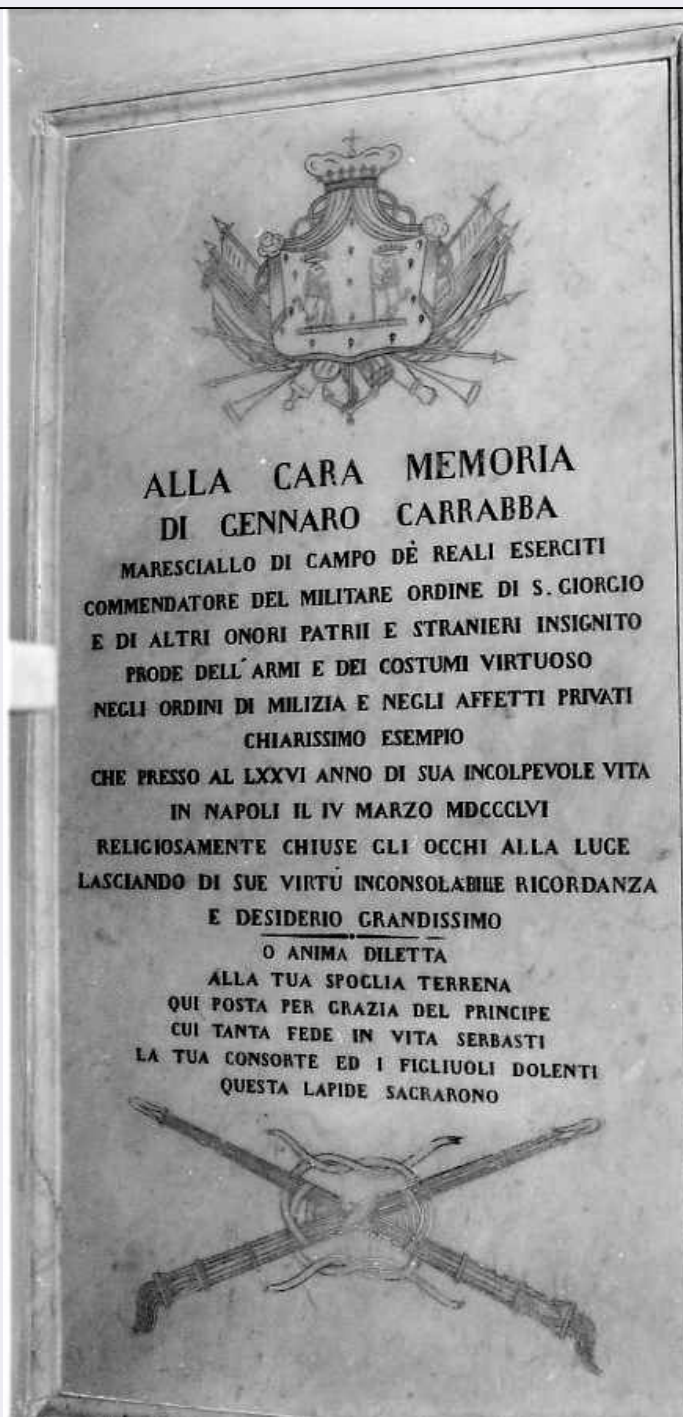 ALLA CARA MEMORIA
DI GENNARO CARRABBA
MARESCIALLO DI CAMPO DÈ REALI ESERCITI
COMMENDATORE DEL MILITARE ORDINE DI S. GIORGIO
E DI ALTRI ONORI PATRII E STRANIERI INSIGNITO
PRODE DELL' ARMI E DEI COSTUMI VIRTUOSO
NEGLI ORDINI DI MILIZIA E NEGLI AFFETTI PRIVATI
CHIARISSIMO ESEMPIO
CHE PRESSO AL LXXVI ANNO DI SUA INCOLPEVOLE VITA
IN NAPOLI IL IV MARZO MDCCCLVI
RELIGIOSAMENTE CHIUSE GLI OCCHI ALLA LUCE
LASCIANDO DI SUE VIRTÙ INCONSOLABILE RICORDANZA
E DESIDERIO GRANDISSIMO
O ANIMA DILETTA
ALLA TUA SPOGLIA TERRENA
QUI POSTA PER GRAZIA DEL PRINCIPE
CUI TANTA FEDE IN VITA SERBASTI
LA TUA CONSORTE ED I FIGLIUOLI DOLENTI
QUESTA LAPIDE SACRARONO